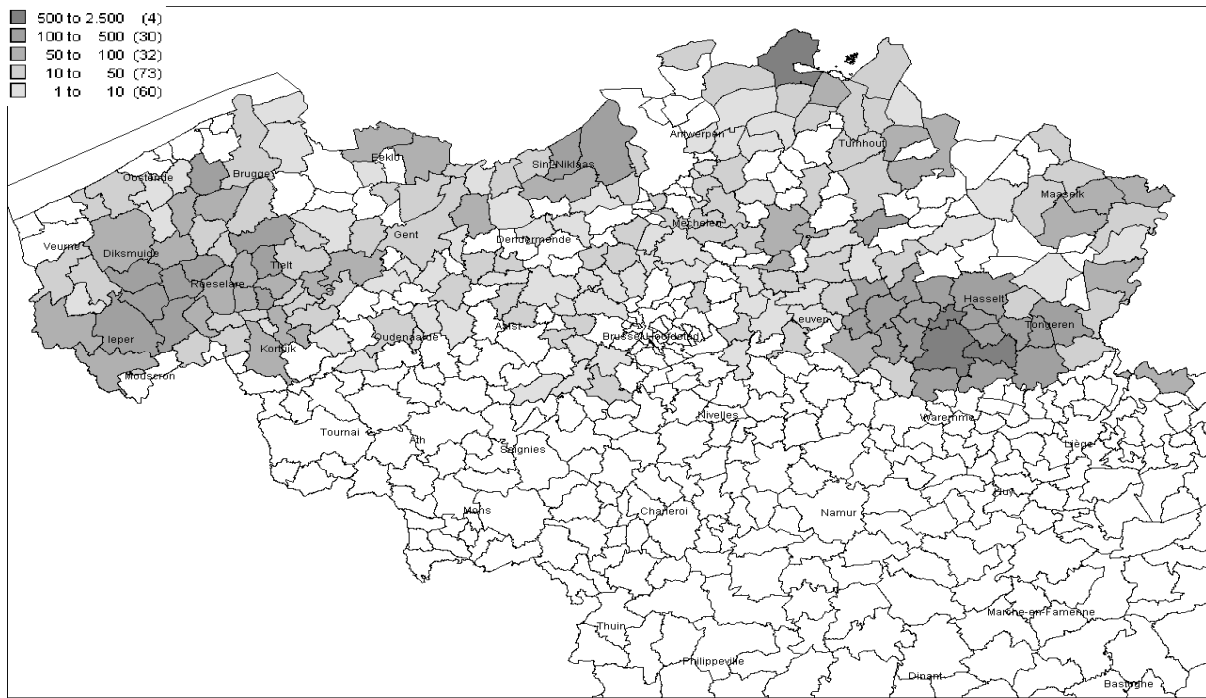 500 to 2.500 (4)
100 to 500 (30)
50 to 100 (32)
10 to 50 (73)
1 to 10 (60)
Antwerpen
Turnhout
Eeklo
Sint-Niklaas
Oostende
Brugge
Maaseik
Mechelen
Gent
Dendermonde
Veurne
Diksmuide
Tielt
Roeselare
Hasselt
Leuven
Tongeren
Aalst
Ieper
Oudenaarde
Kortrijk
Mouscron
Nivelles
Waremme
Tournai
Ath
Liège
Soignies
Huy
Mons
Charleroi
Namur
Marche-en-Famenne
Thuin
Philippeville
Dinant
Bastogne